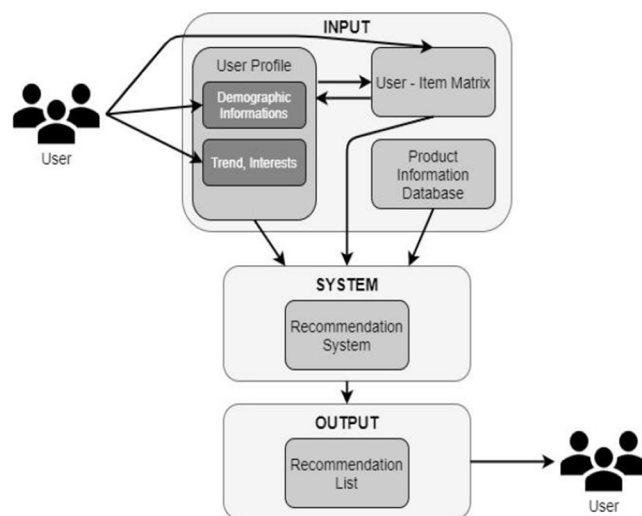 INPUT
User Profile
Demographic
Informations
Trend, Interests
User - Item Matrix
Product
Information
Database
User
SYSTEM
Recommendation
System
OUTPUT
Recommendation
List
User